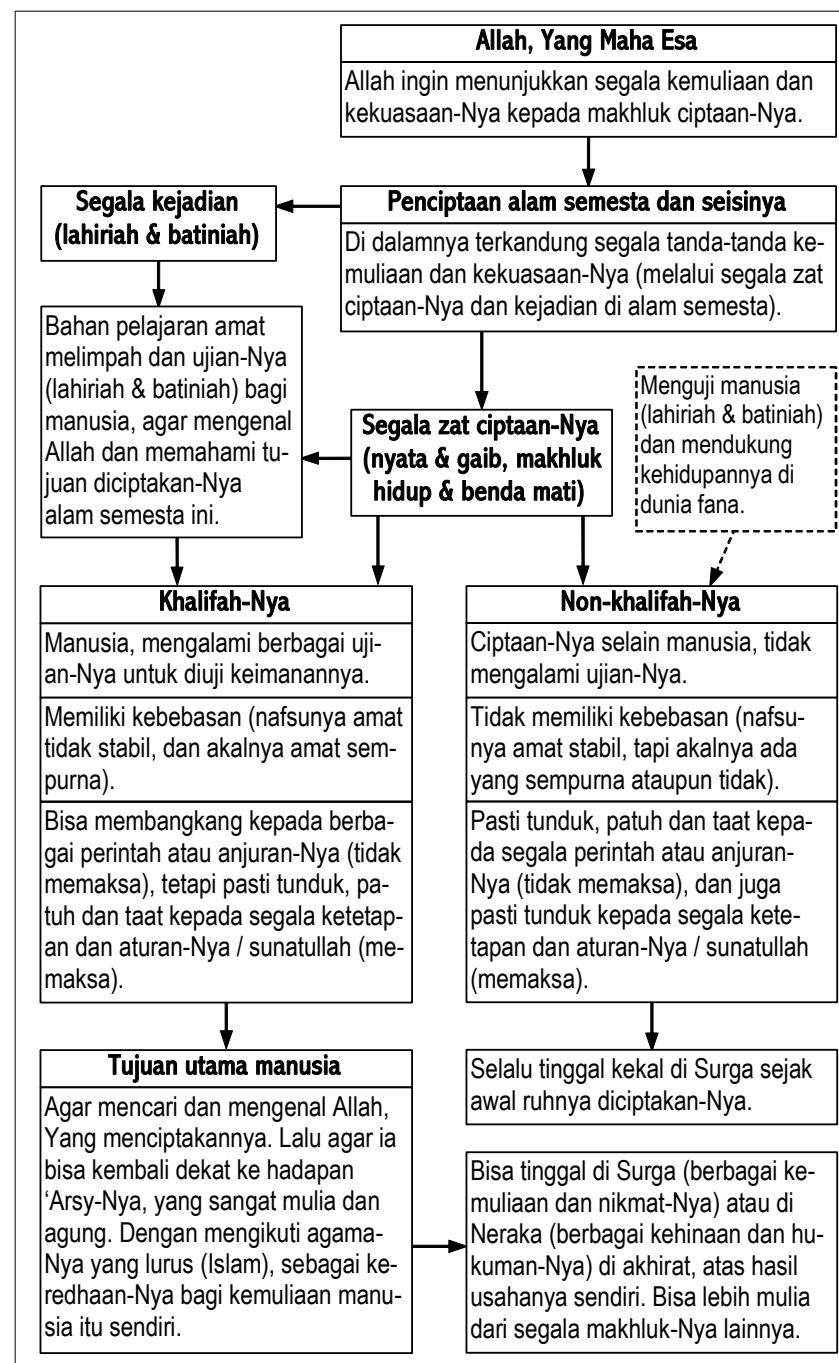 Allah, Yang Maha Esa
Allah ingin menunjukkan segala kemuliaan dan
kekuasaan-Nya kepada makhluk ciptaan-Nya.
Segala kejadian
(lahiriah & batiniah)
Penciptaan alam semesta dan seisinya
Di dalamnya terkandung segala tanda-tanda ke-
muliaan dan kekuasaan-Nya (melalui segala zat
ciptaan-Nya dan kejadian di alam semesta).
Bahan pelajaran amat
melimpah dan ujian-Nya
(lahiriah & batiniah) bagi
manusia, agar mengenal
Allah dan memahami tu-
juan diciptakan-Nya
alam semesta ini.
Segala zat ciptaan-Nya
(nyata & gaib, makhluk
hidup & benda mati)
Menguji manusia
(lahiriah & batiniah)
dan mendukung
kehidupannya di
dunia fana.
Khalifah-Nya
Manusia, mengalami berbagai uji-
an-Nya untuk diuji keimanannya.
Memiliki kebebasan (nafsunya amat
tidak stabil, dan akalnya amat sem-
purna).
Bisa membangkang kepada berba-
gai perintah atau anjuran-Nya (tidak
memaksa), tetapi pasti tunduk, pa-
tuh dan taat kepada segala ketetap-
an dan aturan-Nya / sunatullah (me-
maksa).
Non-khalifah-Nya
Ciptaan-Nya selain manusia, tidak
mengalami ujian-Nya.
Tidak memiliki kebebasan (nafsu-
nya amat stabil, tapi akalnya ada
yang sempurna ataupun tidak).
Pasti tunduk, patuh dan taat kepa-
da segala perintah atau anjuran-
Nya (tidak memaksa), dan juga
pasti tunduk kepada segala kete-
tapan dan aturan-Nya / sunatullah
(memaksa).
Tujuan utama manusia
Agar mencari dan mengenal Allah,
Yang menciptakannya. Lalu agar ia
bisa kembali dekat ke hadapan
‘Arsy-Nya, yang sangat mulia dan
agung. Dengan mengikuti agama-
Nya yang lurus (Islam), sebagai ke-
redhaan-Nya bagi kemuliaan manu-
sia itu sendiri.
Selalu tinggal kekal di Surga sejak
awal ruhnya diciptakan-Nya.
Bisa tinggal di Surga (berbagai ke-
muliaan dan nikmat-Nya) atau di
Neraka (berbagai kehinaan dan hu-
kuman-Nya) di akhirat, atas hasil
usahanya sendiri. Bisa lebih mulia
dari segala makhluk-Nya lainnya.